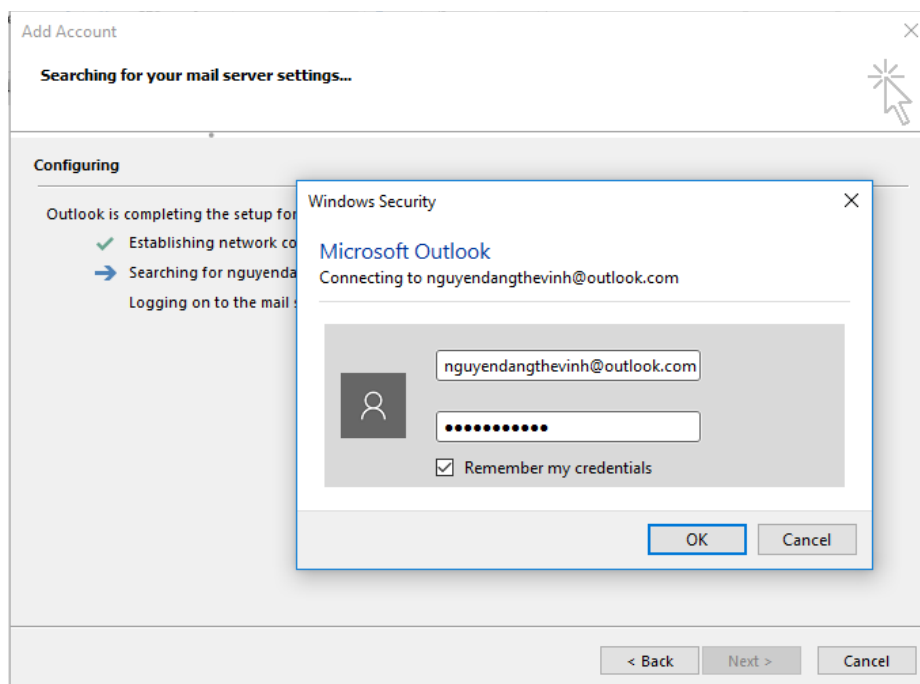 Add Account
Searching for your mail server settings...
Configuring
Outlook is completing the setup for
Establishing network co
Searching for nguyenda
Logging on to the mail s
Windows Security
Microsoft Outlook
Connecting to nguyendangthevinh@outlook.com
nguyendangthevinh@outlook.com
●●●●●●●●●●●
Remember my credentials
OK Cancel
< Back Next > Cancel